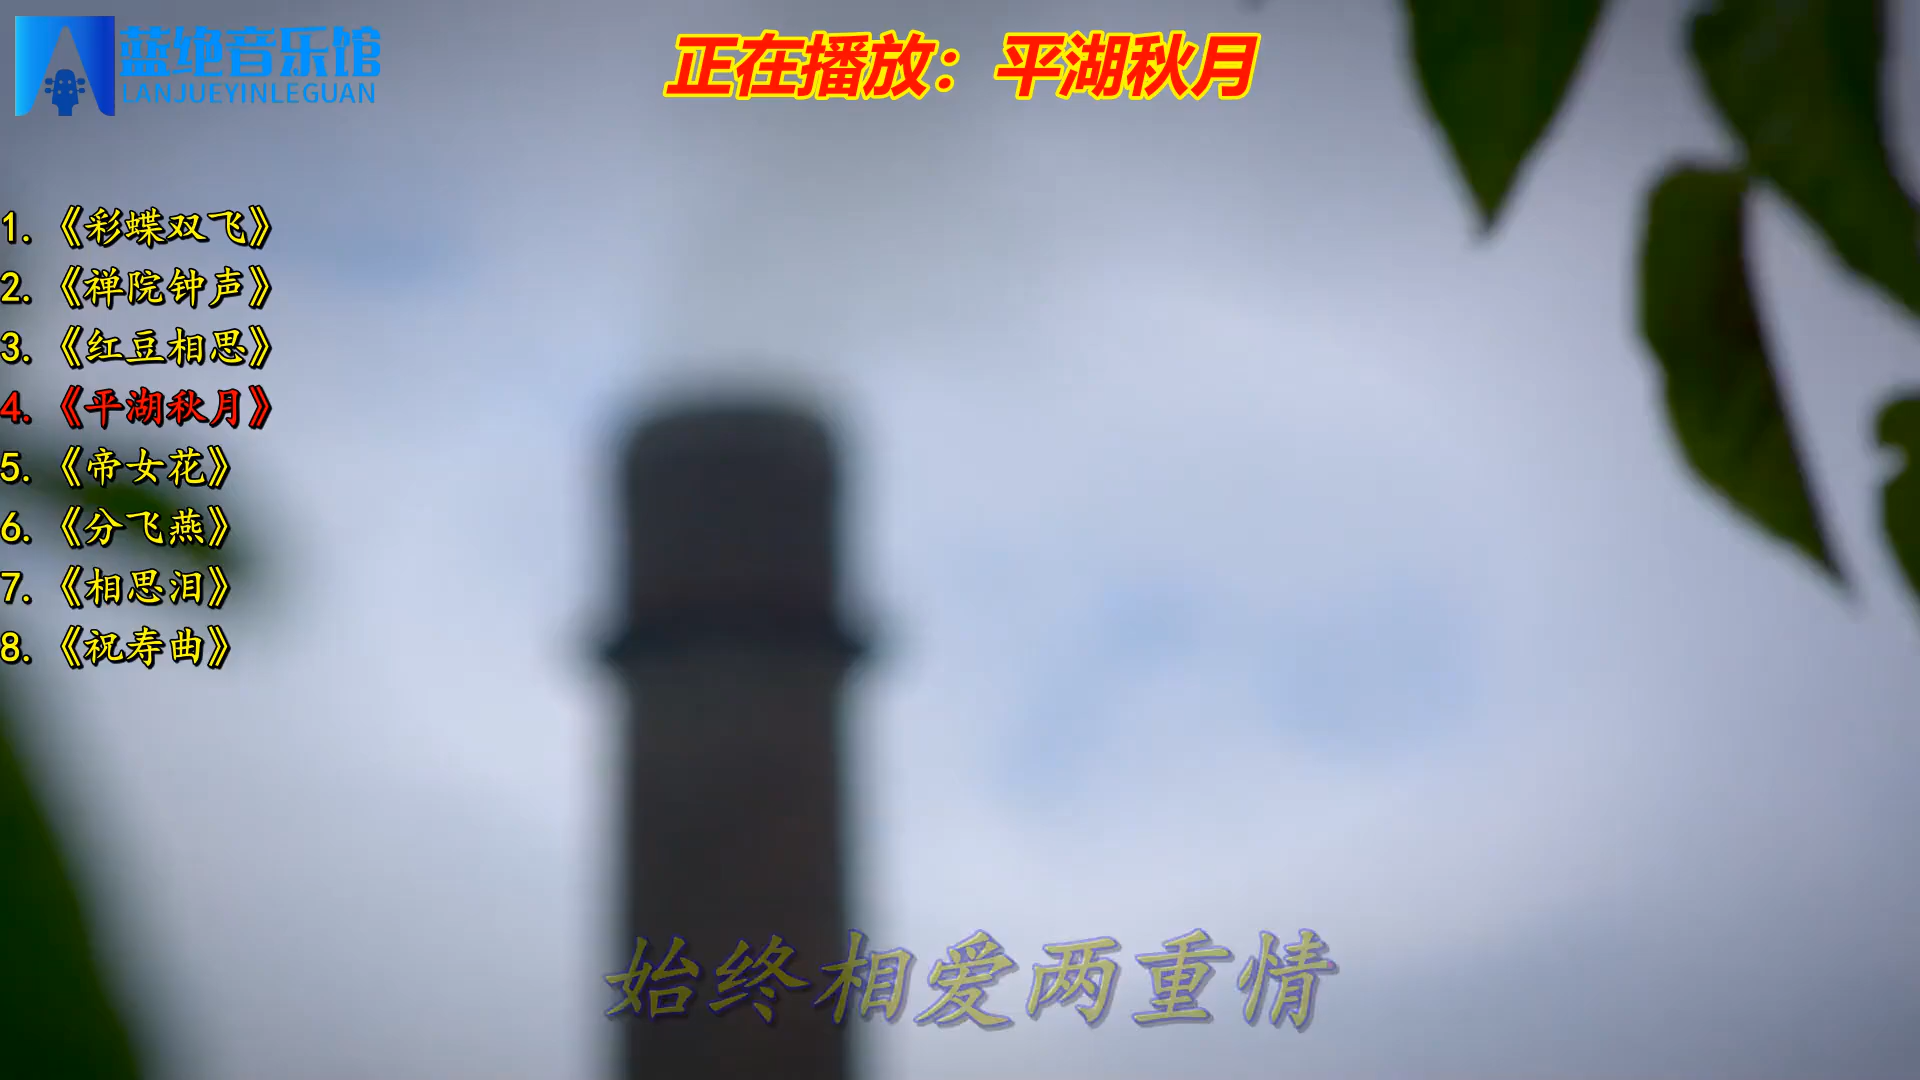 蓝绝音乐馆
LANJUEYINLEGUAN
正在播放：平湖秋月
1.《彩蝶双飞》
2.《禅院钟声》
3.《红豆相思》
4.《平湖秋月》
5.《帝女花》
6.《分飞燕》
7.《相思泪》
8.《祝寿曲》
始终相爱两重情